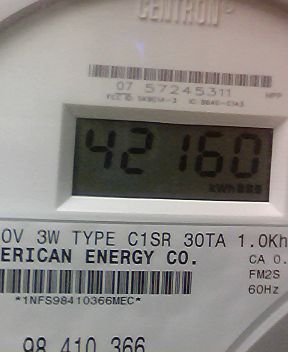 CENTRON
07 57245311
42160
kWh
0V 3W TYPE C1SR 30TA 1.0Kh
ERICAN ENERGY CO.
CA 0.
FM2S
*1NFS98410366MEC*
60Hz
98 410 366